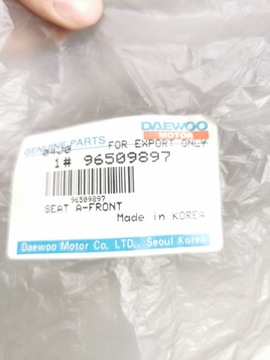 DAEWOO
MOTOR
GENUINE PARTS
0430 FOR EXPORT ONLY
1# 96509897
96509897
SEAT A-FRONT
Made in KOREA
Daewoo Motor Co, LTD., Seoul Korea